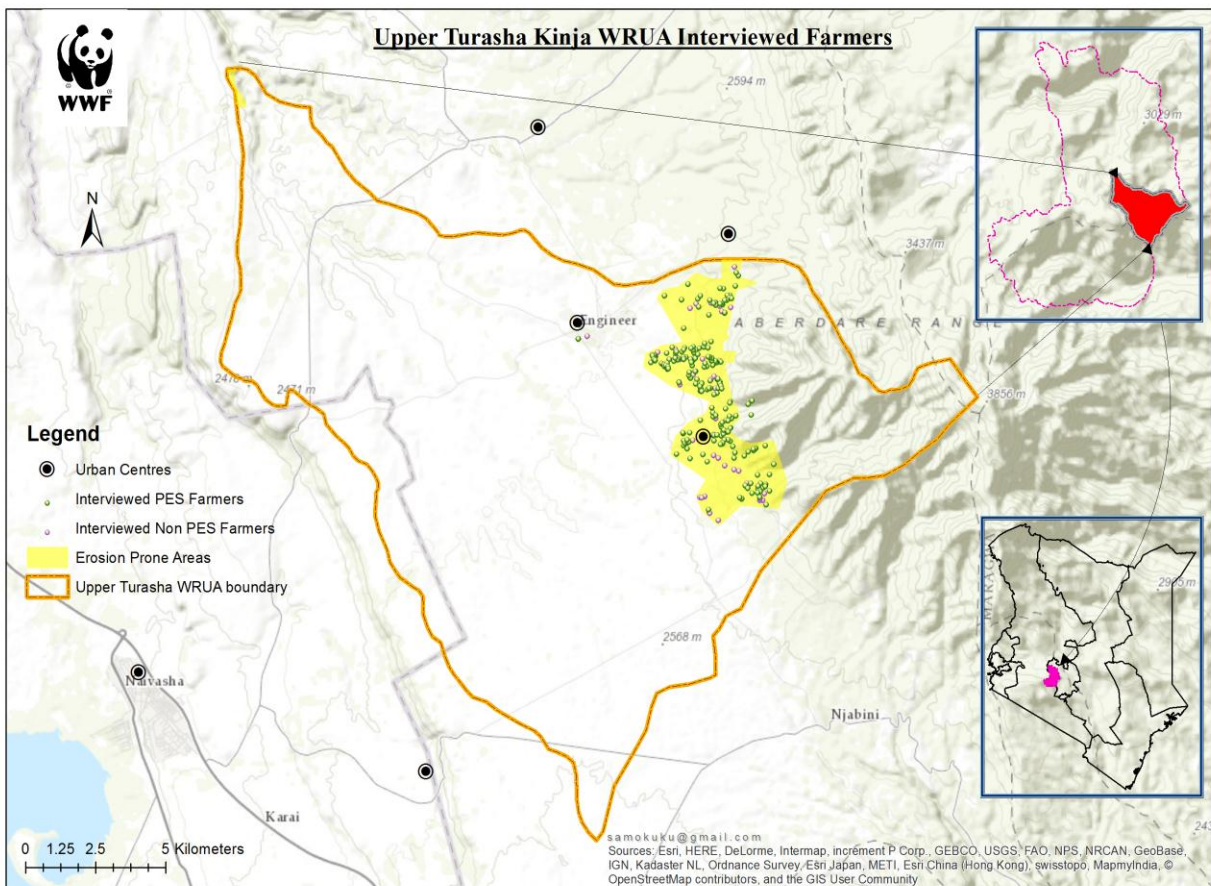 Upper Turasha Kinja WRUA Interviewed Farmers
WWF
2594 m
3029 m
N
3437 m
Engineer
ABERDARE RANGE
2471 m
3856 m
Legend
Urban Centres
Interviewed PES Farmers
Interviewed Non PES Farmers
Erosion Prone Areas
Upper Turasha WRUA boundary
2568 m
Naivasha
Njabini
Karai
0 1.25 2.5 5 Kilometers
samokuku@gmail.com
Sources: Esri, HERE, DeLorme, Intermap, increment P Corp., GEBCO, USGS, FAO, NPS, NRCAN, GeoBase,
IGN, Kadaster NL, Ordnance Survey, Esri Japan, METI, Esri China (Hong Kong), swisstopo, MapmyIndia, ©
OpenStreetMap contributors, and the GIS User Community